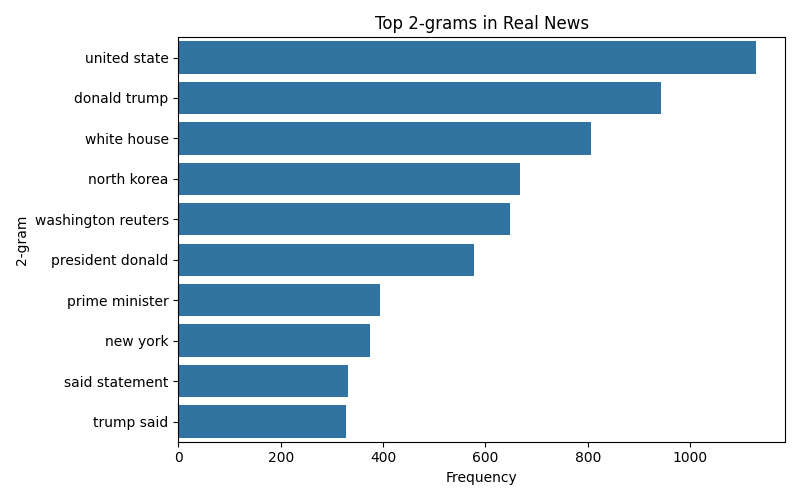 Top 2-grams in Real News
united state
donald trump
white house
north korea
washington reuters
president donald
prime minister
new york
said statement
trump said
2-gram
0 200 400 600 800 1000
Frequency